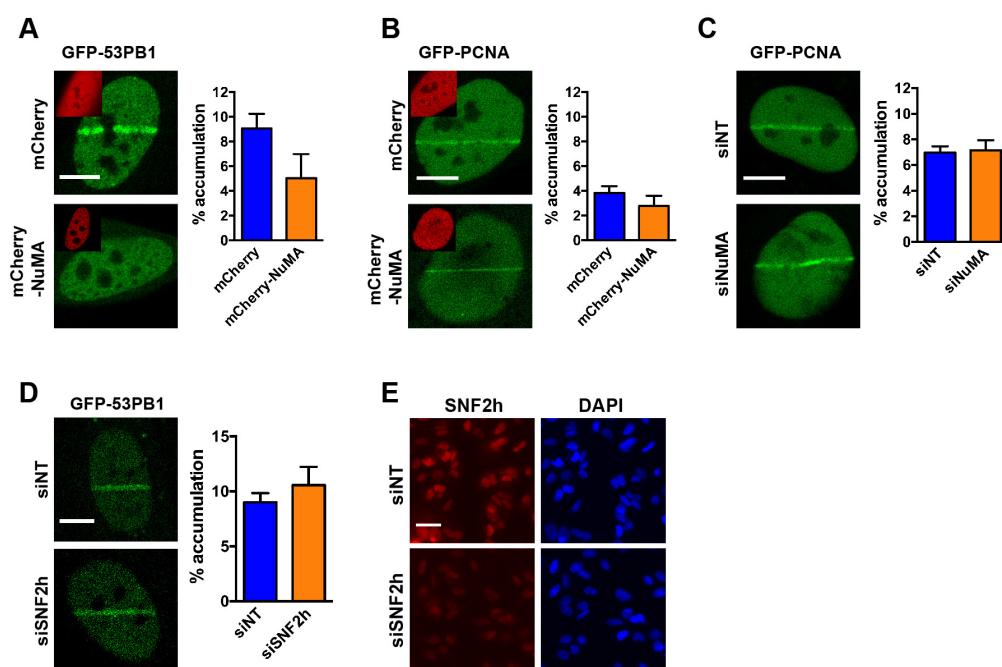 A
GFP-53PB1
mCherry
mCherry
-NuMA
% accumulation
12
10
8
6
4
2
0
mCherry
mCherry-NuMA
B
GFP-PCNA
mCherry
mCherry
-NuMA
% accumulation
12
10
8
6
4
2
0
mCherry
mCherry-NuMA
C
GFP-PCNA
siNT
siNuMA
% accumulation
12
10
8
6
4
2
0
siNT
siNuMA
D
GFP-53PB1
siNT
siSNF2h
% accumulation
15
10
5
0
siNT
siSNF2h
E
SNF2h
DAPI
siNT
siSNF2h